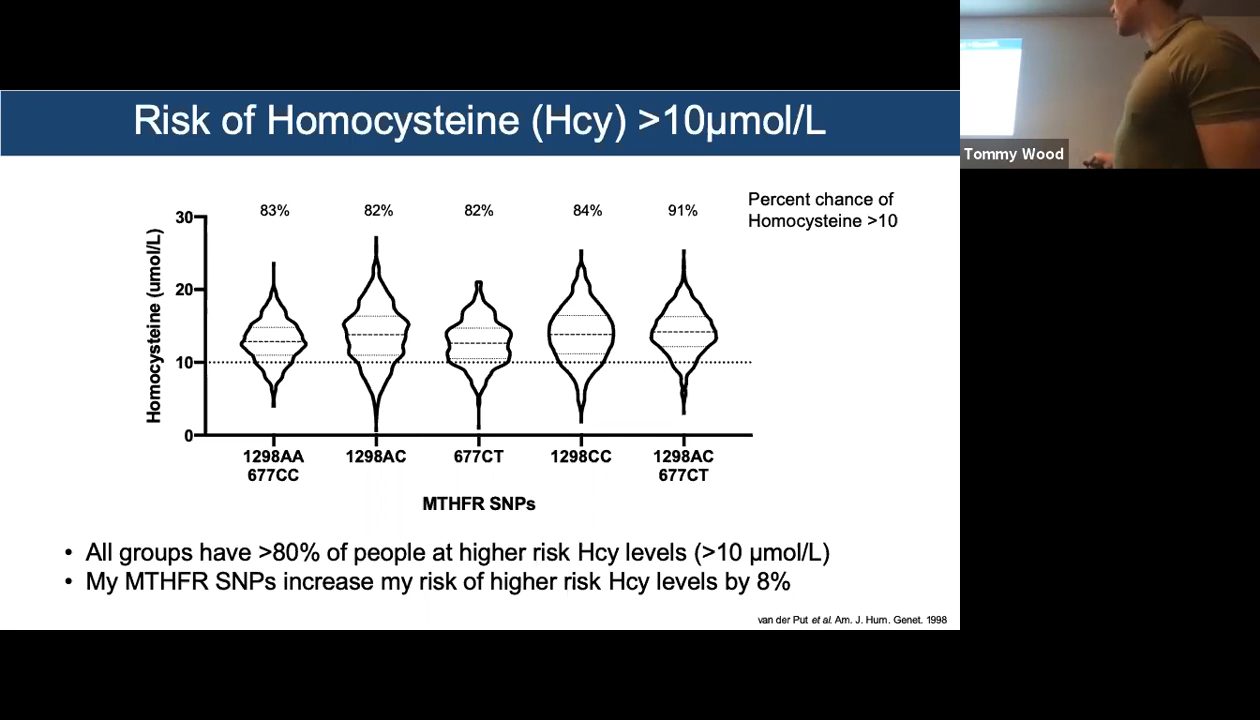 Risk of Homocysteine (Hcy) >10µmol/L
Tommy Wood
Percent chance of
Homocysteine >10
83% 82% 82% 84% 91%
Homocysteine (umol/L)
30
20
10
0
1298AA 1298AC 677CT 1298CC 1298AC
677CC 677CT
MTHFR SNPs
• All groups have >80% of people at higher risk Hcy levels (>10 µmol/L)
• My MTHFR SNPs increase my risk of higher risk Hcy levels by 8%
van der Put et al. Am. J. Hum. Genet. 1998